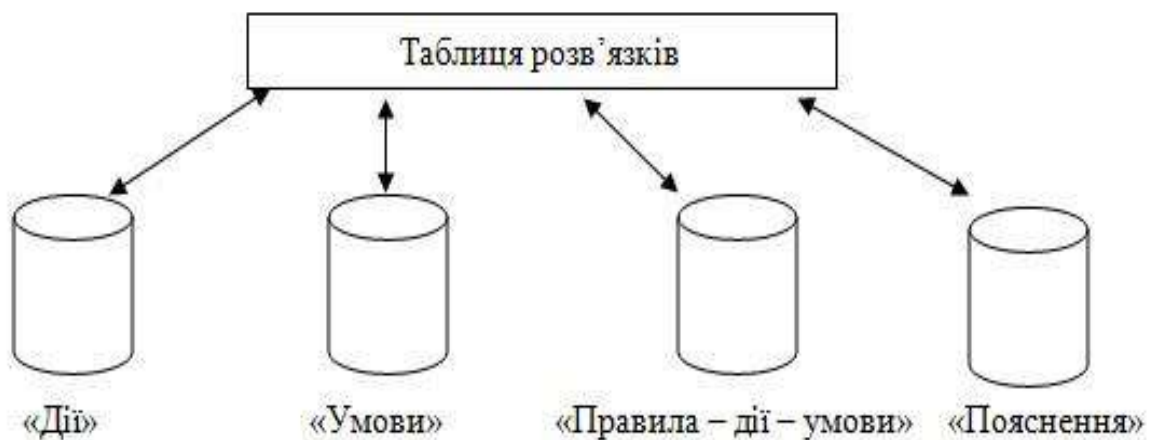 Таблиця розв’язків
«Дії» «Умови» «Правила – дії – умови» «Пояснення»